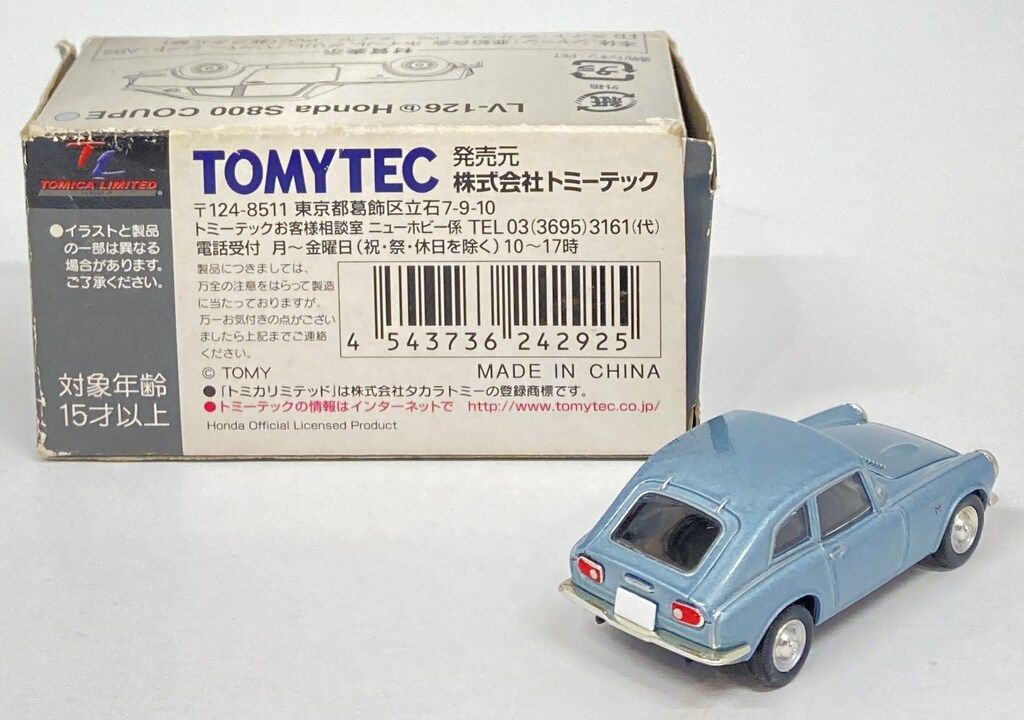 LV-126ⓑ Honda S800 COUPE
材質表示
紙
外箱
プラ
TL
TOMICA LIMITED
●イラストと製品
の一部は異なる
場合があります。
ご了承ください。
対象年齢
15才以上
TOMYTEC
発売元
株式会社トミーテック
〒124-8511 東京都葛飾区立石7-9-10
トミーテックお客様相談室 ニューホビー係 TEL 03(3695)3161(代)
電話受付 月～金曜日(祝・祭・休日を除く)10～17時
製品につきましては、
万全の注意をはらって製造
に当たっておりますが、
万一お気付きの点がござい
ましたら上記までご連絡
ください。
4 543736 242925
© TOMY MADE IN CHINA
●「トミカリミテッド」は株式会社タカラトミーの登録商標です。
●トミーテックの情報はインターネットで http://www.tomytec.co.jp/
Honda Official Licensed Product